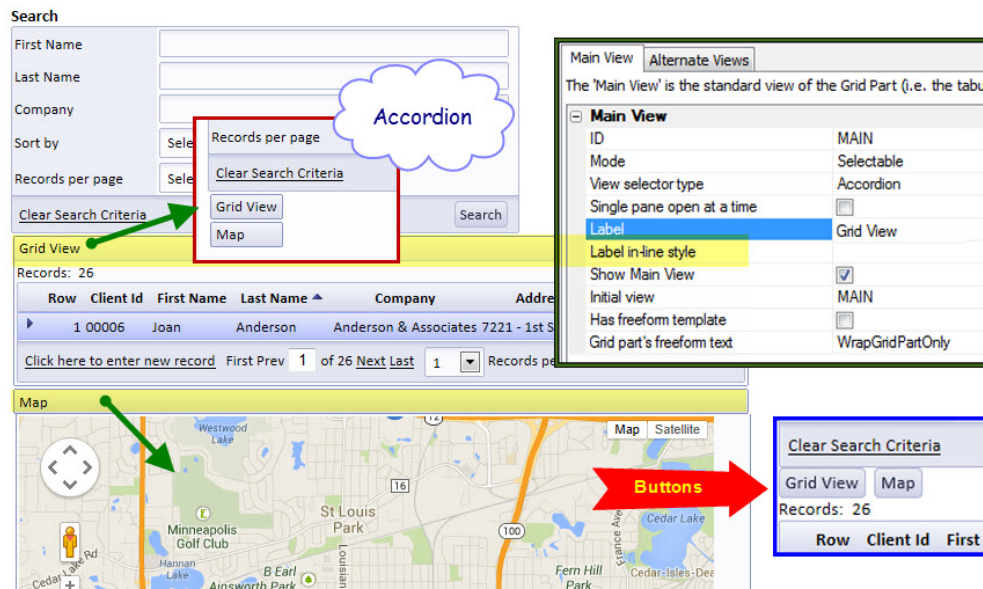 Search
First Name
Last Name
Company
Sort by
Sele
Records per page
Sele
Clear Search Criteria
Search
Accordion
Records per page
Clear Search Criteria
Grid View
Map
Main View
Alternate Views
The 'Main View' is the standard view of the Grid Part (i.e. the tabu
Main View
ID MAIN
Mode Selectable
View selector type Accordion
Single pane open at a time
Label Grid View
Label in-line style
Show Main View
Initial view MAIN
Has freeform template
Grid part's freeform text WrapGridPartOnly
Grid View
Records: 26
Row Client Id First Name Last Name Company Addre
1 00006 Joan Anderson Anderson & Associates 7221 - 1st S
Click here to enter new record First Prev 1 of 26 Next Last 1 Records pe
Map
Westwood
Lake
12
Map Satellite
16
St Louis
Park
Minneapolis
Golf Club
100
France Ave
Cedar Lake
Hannan
Lake
Cedar Lake Rd
B Earl
Ainsworth Park
Louisian
Fern Hill
Park
Cedar-Isles-Dea
Buttons
Clear Search Criteria
Grid View Map
Records: 26
Row Client Id First